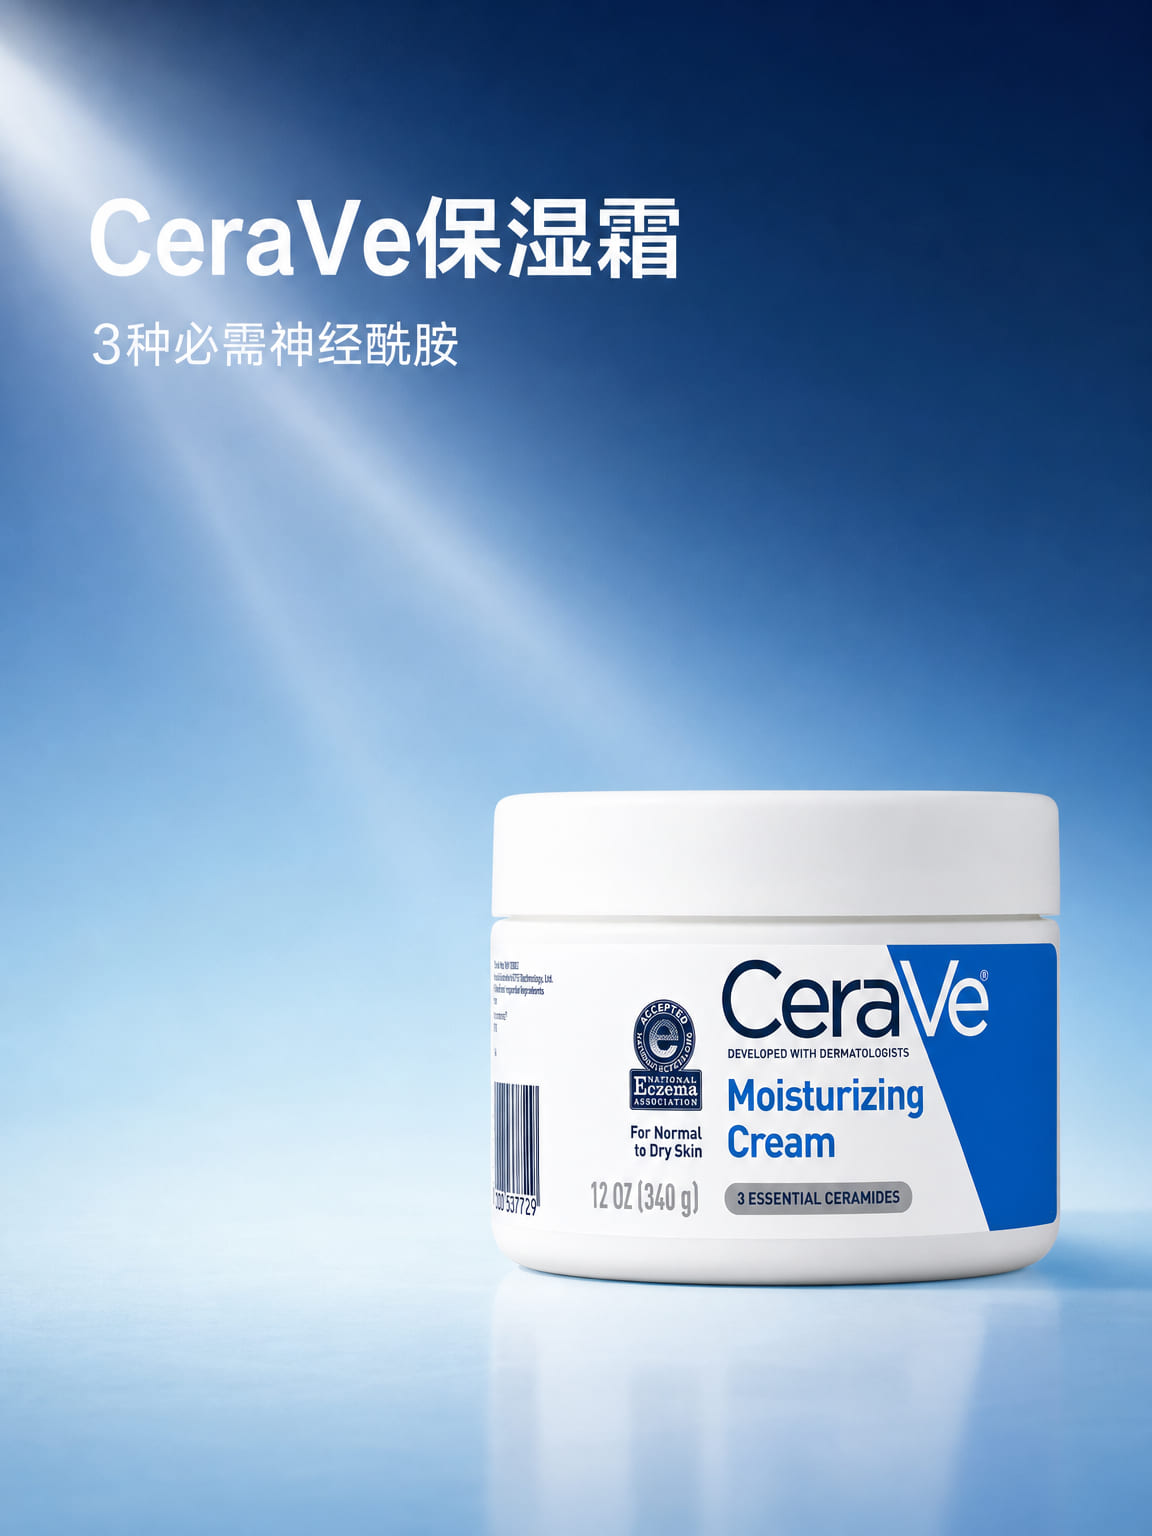 CeraVe保湿霜
3种必需神经酰胺
CeraVe®
DEVELOPED WITH DERMATOLOGISTS
Moisturizing
Cream
3 ESSENTIAL CERAMIDES
ACCEPTED
e
NATIONAL
Eczema
ASSOCIATION
For Normal
to Dry Skin
12 OZ (340 g)
537729